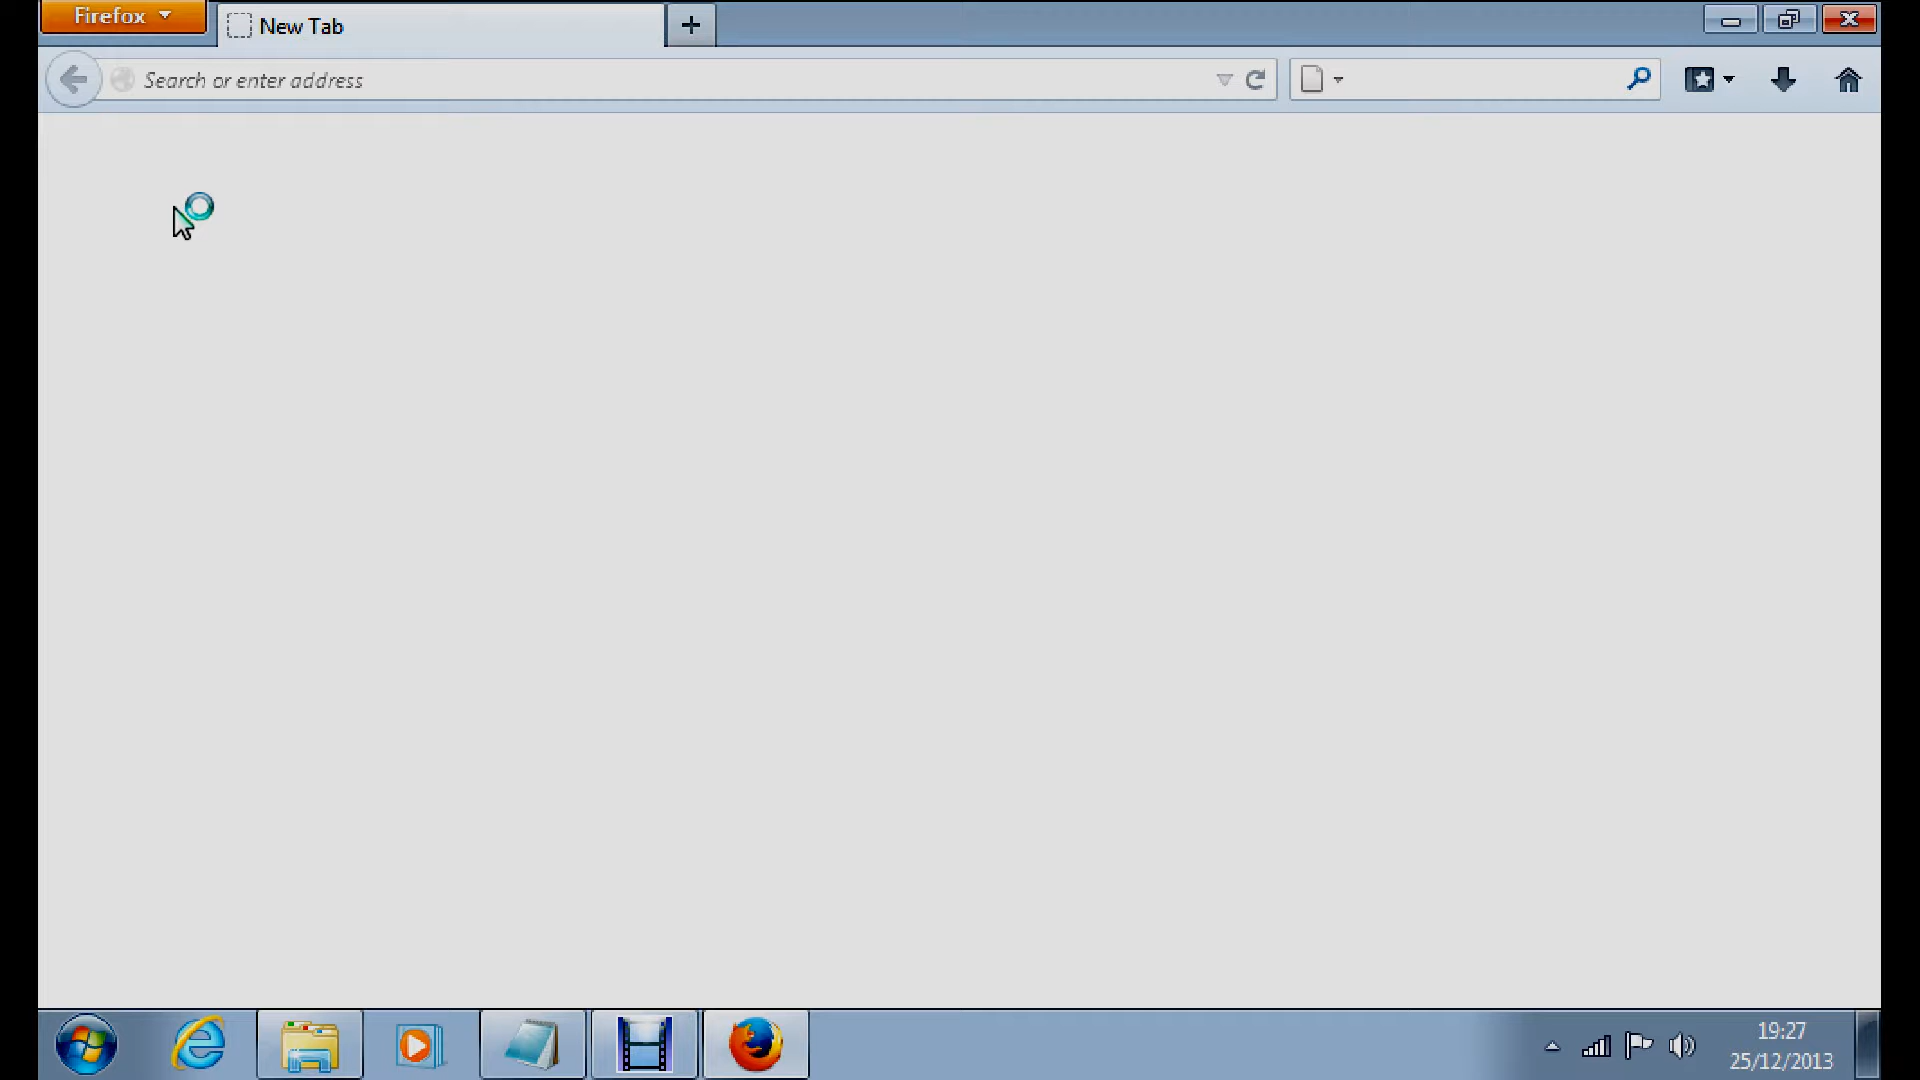 Firefox
New Tab
Search or enter address
19:27
25/12/2013